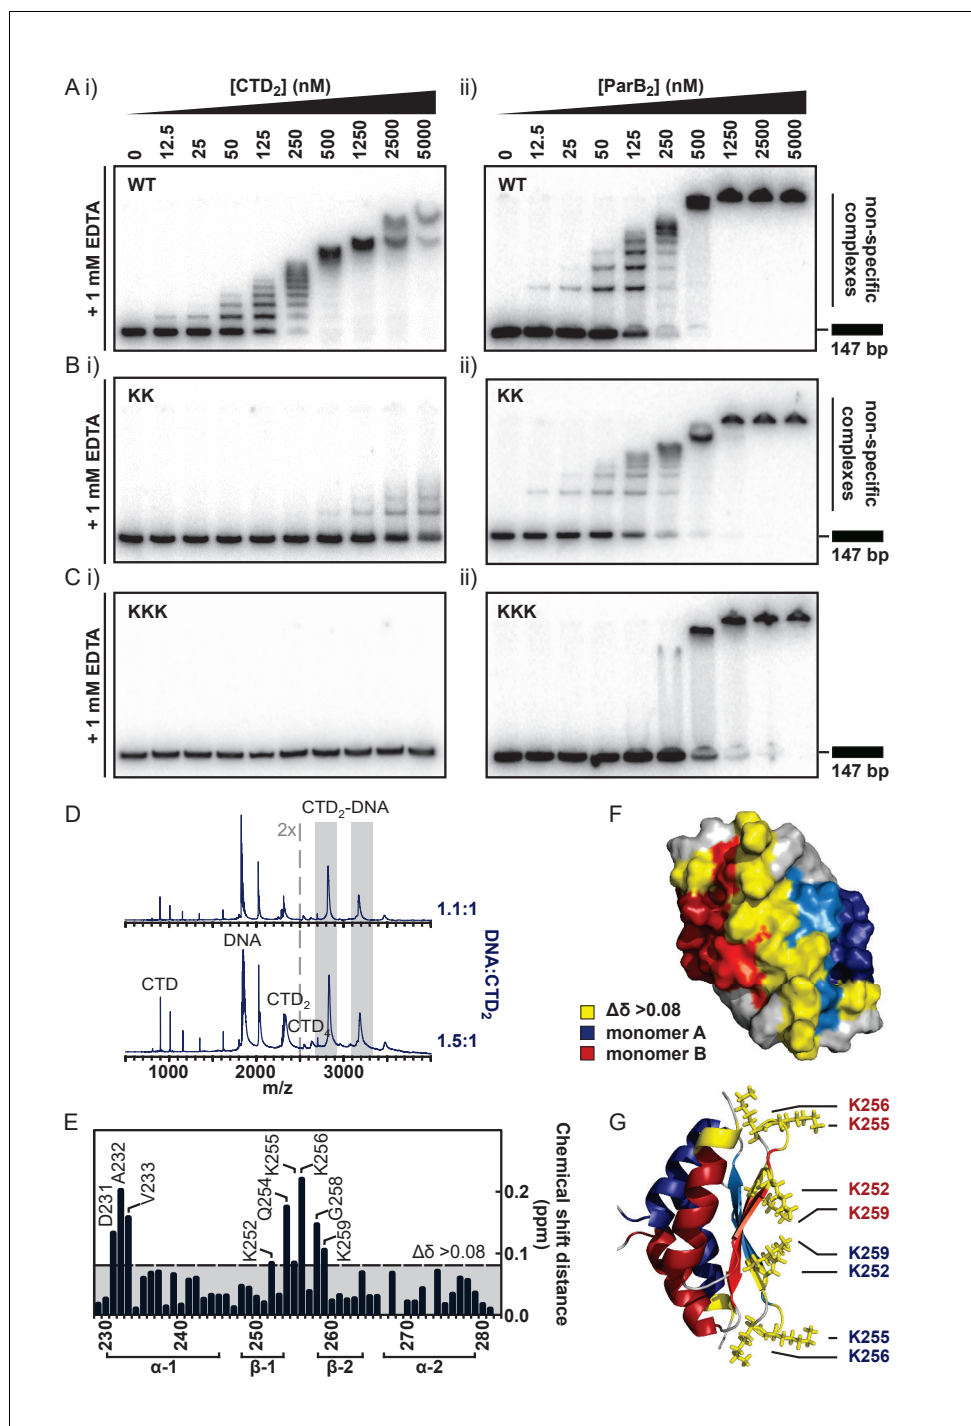 A i)
[CTD2] (nM)
0 12.5 25 50 125 250 500 1250 2500 5000
+ 1 mM EDTA
WT
ii)
[ParB2] (nM)
0 12.5 25 50 125 250 500 1250 2500 5000
WT
non-specific
complexes
147 bp
B i)
+ 1 mM EDTA
KK
ii)
KK
non-specific
complexes
147 bp
C i)
+ 1 mM EDTA
KKK
ii)
KKK
147 bp
D
CTD2-DNA
2x
1.1:1
DNA
CTD
CTD2
CTD4
1.5:1
DNA:CTD2
1000 2000 3000
m/z
E
D231
A232
V233
K252
Q254
K255
K256
G258
K259
Δδ >0.08
0.2
0.1
0.0
Chemical shift distance
(ppm)
230 240 250 260 270 280
α-1 β-1 β-2 α-2
F
Δδ >0.08
monomer A
monomer B
G
K256
K255
K252
K259
K259
K252
K255
K256